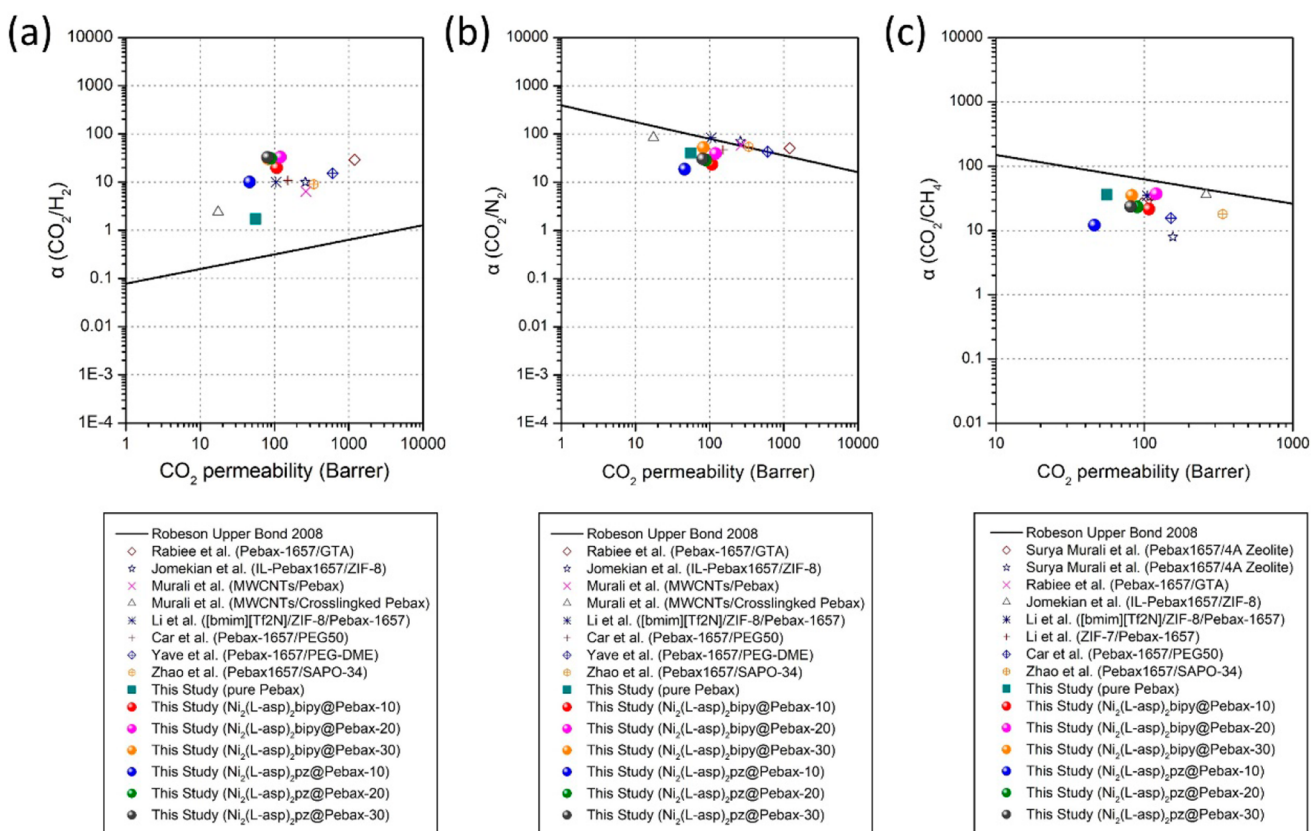 (a)
10000
1000
100
10
1
0.1
0.01
1E-3
1E-4
α (CO₂/H₂)
1 10 100 1000 10000
CO₂ permeability (Barrer)
Robeson Upper Bond 2008
Rabiee et al. (Pebax-1657/GTA)
Jomekian et al. (IL-Pebax1657/ZIF-8)
Murali et al. (MWCNTs/Pebax)
Murali et al. (MWCNTs/Crosslingked Pebax)
Li et al. ([bmim][Tf2N]/ZIF-8/Pebax-1657)
Car et al. (Pebax-1657/PEG50)
Yave et al. (Pebax-1657/PEG-DME)
Zhao et al. (Pebax1657/SAPO-34)
This Study (pure Pebax)
This Study (Ni₂(L-asp)₂bipy@Pebax-10)
This Study (Ni₂(L-asp)₂bipy@Pebax-20)
This Study (Ni₂(L-asp)₂bipy@Pebax-30)
This Study (Ni₂(L-asp)₂pz@Pebax-10)
This Study (Ni₂(L-asp)₂pz@Pebax-20)
This Study (Ni₂(L-asp)₂pz@Pebax-30)
(b)
10000
1000
100
10
1
0.1
0.01
1E-3
1E-4
α (CO₂/N₂)
1 10 100 1000 10000
CO₂ permeability (Barrer)
Robeson Upper Bond 2008
Rabiee et al. (Pebax-1657/GTA)
Jomekian et al. (IL-Pebax1657/ZIF-8)
Murali et al. (MWCNTs/Pebax)
Murali et al. (MWCNTs/Crosslingked Pebax)
Li et al. ([bmim][Tf2N]/ZIF-8/Pebax-1657)
Car et al. (Pebax-1657/PEG50)
Yave et al. (Pebax-1657/PEG-DME)
Zhao et al. (Pebax1657/SAPO-34)
This Study (pure Pebax)
This Study (Ni₂(L-asp)₂bipy@Pebax-10)
This Study (Ni₂(L-asp)₂bipy@Pebax-20)
This Study (Ni₂(L-asp)₂bipy@Pebax-30)
This Study (Ni₂(L-asp)₂pz@Pebax-10)
This Study (Ni₂(L-asp)₂pz@Pebax-20)
This Study (Ni₂(L-asp)₂pz@Pebax-30)
(c)
10000
1000
100
10
1
0.1
0.01
α (CO₂/CH₄)
10 100 1000
CO₂ permeability (Barrer)
Robeson Upper Bond 2008
Surya Murali et al. (Pebax1657/4A Zeolite)
Surya Murali et al. (Pebax1657/4A Zeolite)
Rabiee et al. (Pebax-1657/GTA)
Jomekian et al. (IL-Pebax1657/ZIF-8)
Li et al. ([bmim][Tf2N]/ZIF-8/Pebax-1657)
Li et al. (ZIF-7/Pebax-1657)
Car et al. (Pebax-1657/PEG50)
Zhao et al. (Pebax1657/SAPO-34)
This Study (pure Pebax)
This Study (Ni₂(L-asp)₂bipy@Pebax-10)
This Study (Ni₂(L-asp)₂bipy@Pebax-20)
This Study (Ni₂(L-asp)₂bipy@Pebax-30)
This Study (Ni₂(L-asp)₂pz@Pebax-10)
This Study (Ni₂(L-asp)₂pz@Pebax-20)
This Study (Ni₂(L-asp)₂pz@Pebax-30)